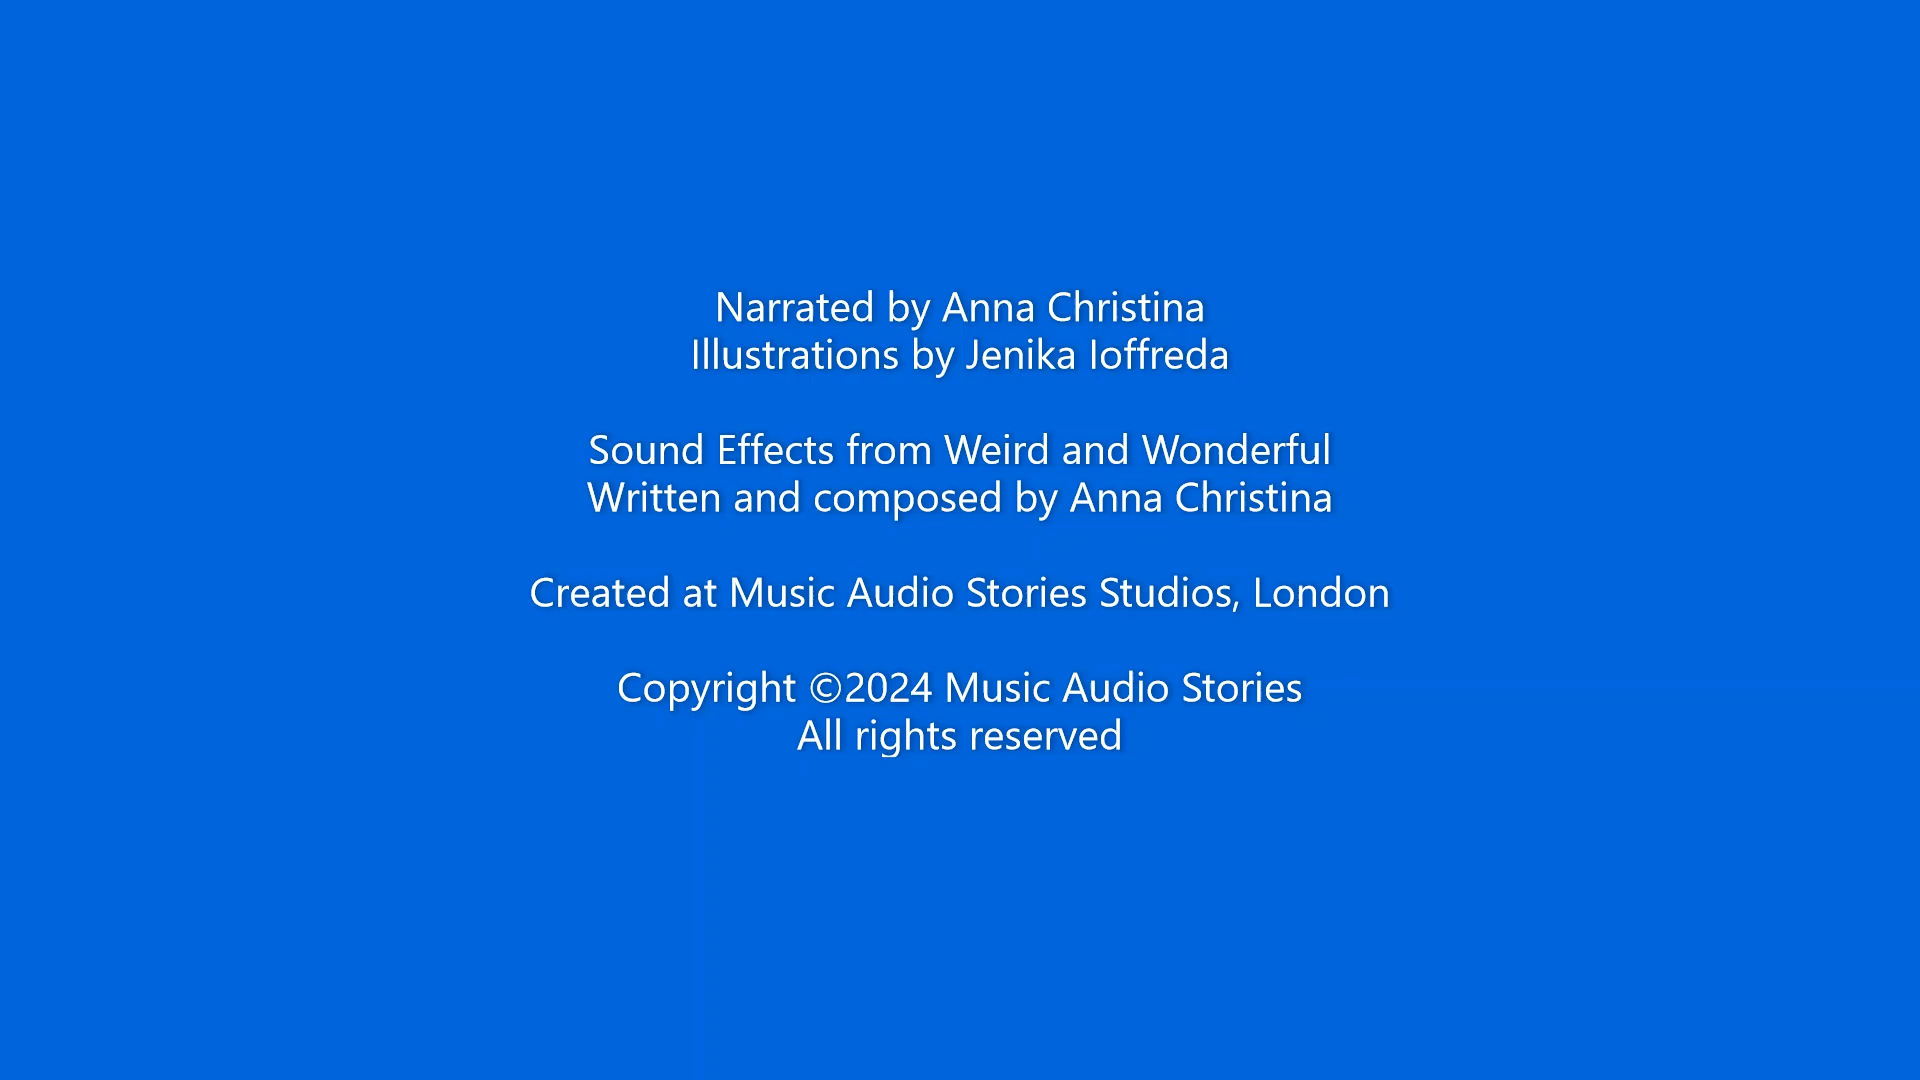 Narrated by Anna Christina
Illustrations by Jenika Ioffreda
Sound Effects from Weird and Wonderful
Written and composed by Anna Christina
Created at Music Audio Stories Studios, London
Copyright ©2024 Music Audio Stories
All rights reserved